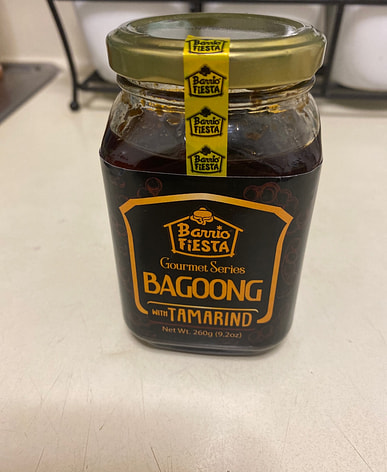 Barrio
FIESTA
Barrio
FIESTA
Barrio
FIESTA
Barrio
FIESTA
Barrio
FIESTA
Gourmet Series
BAGOONG
WITH TAMARIND
Net Wt. 260g (9.2oz)